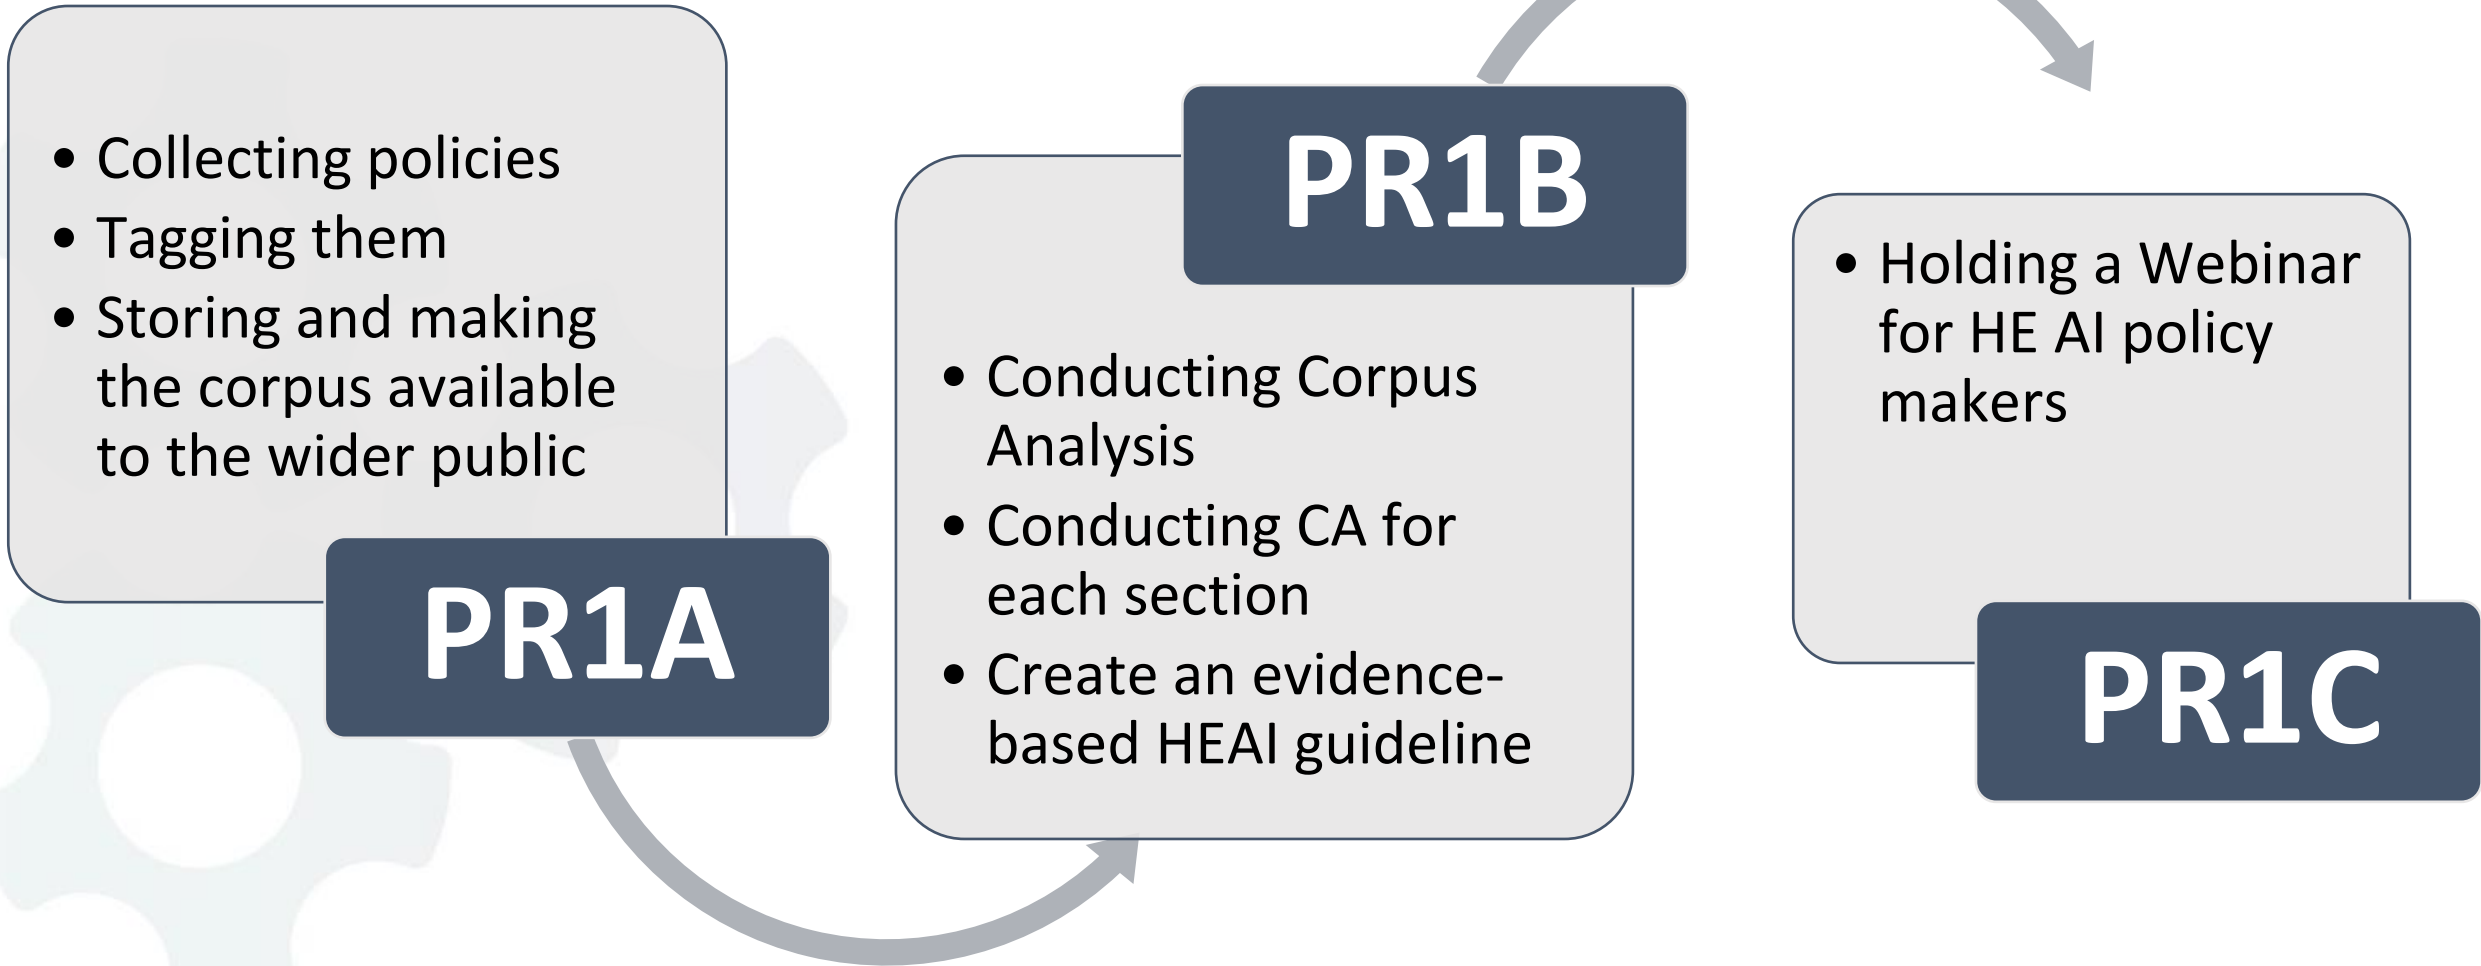 • Collecting policies
• Tagging them
• Storing and making
the corpus available
to the wider public
PR1A
PR1B
• Conducting Corpus
Analysis
• Conducting CA for
each section
• Create an evidence-
based HEAI guideline
• Holding a Webinar
for HE AI policy
makers
PR1C